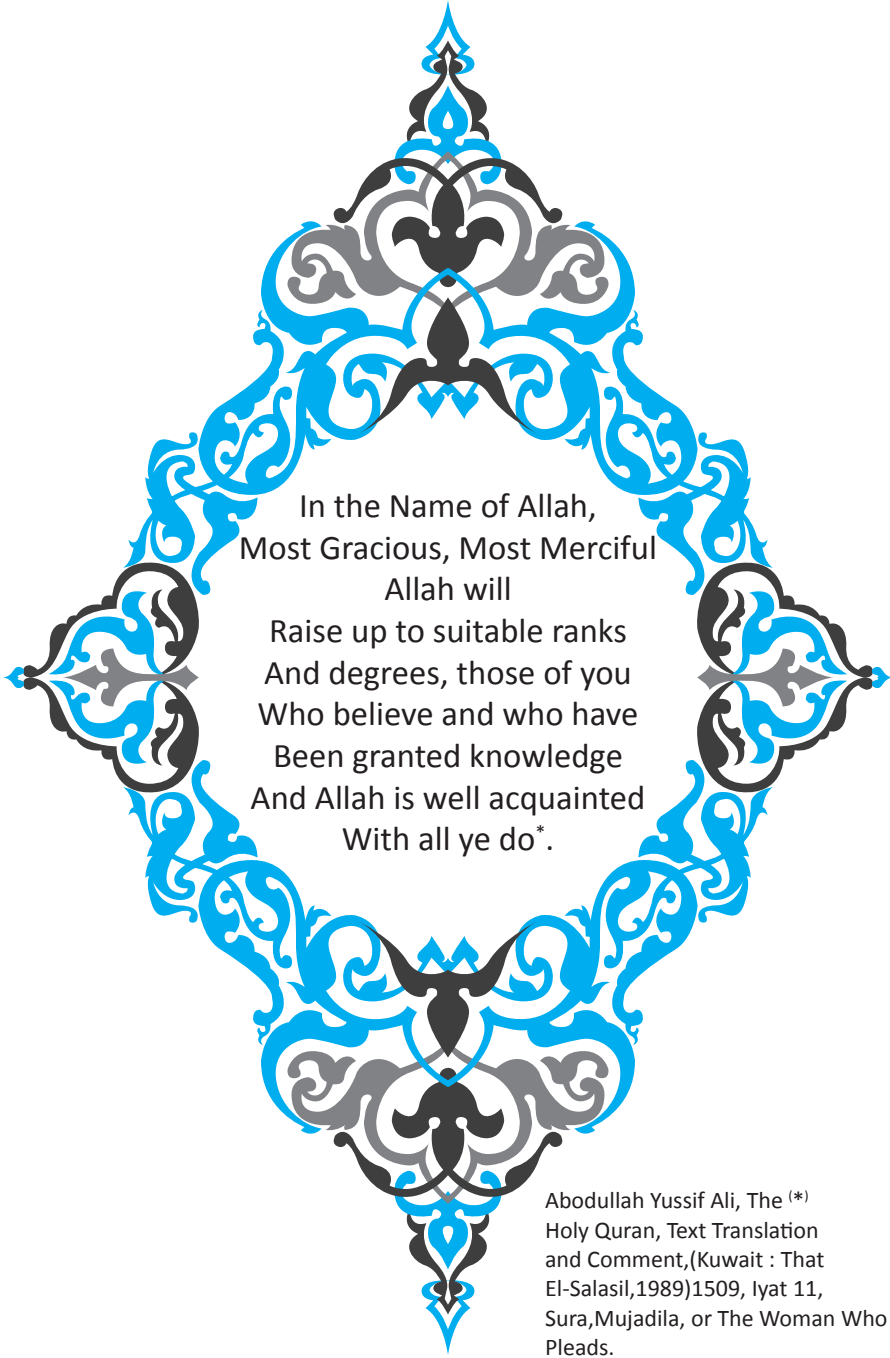 In the Name of Allah,
Most Gracious, Most Merciful
Allah will
Raise up to suitable ranks
And degrees, those of you
Who believe and who have
Been granted knowledge
And Allah is well acquainted
With all ye do*.
Abodullah Yussif Ali, The (*)
Holy Quran, Text Translation
and Comment,(Kuwait : That
El-Salasil,1989)1509, Iyat 11,
Sura,Mujadila, or The Woman Who
Pleads.